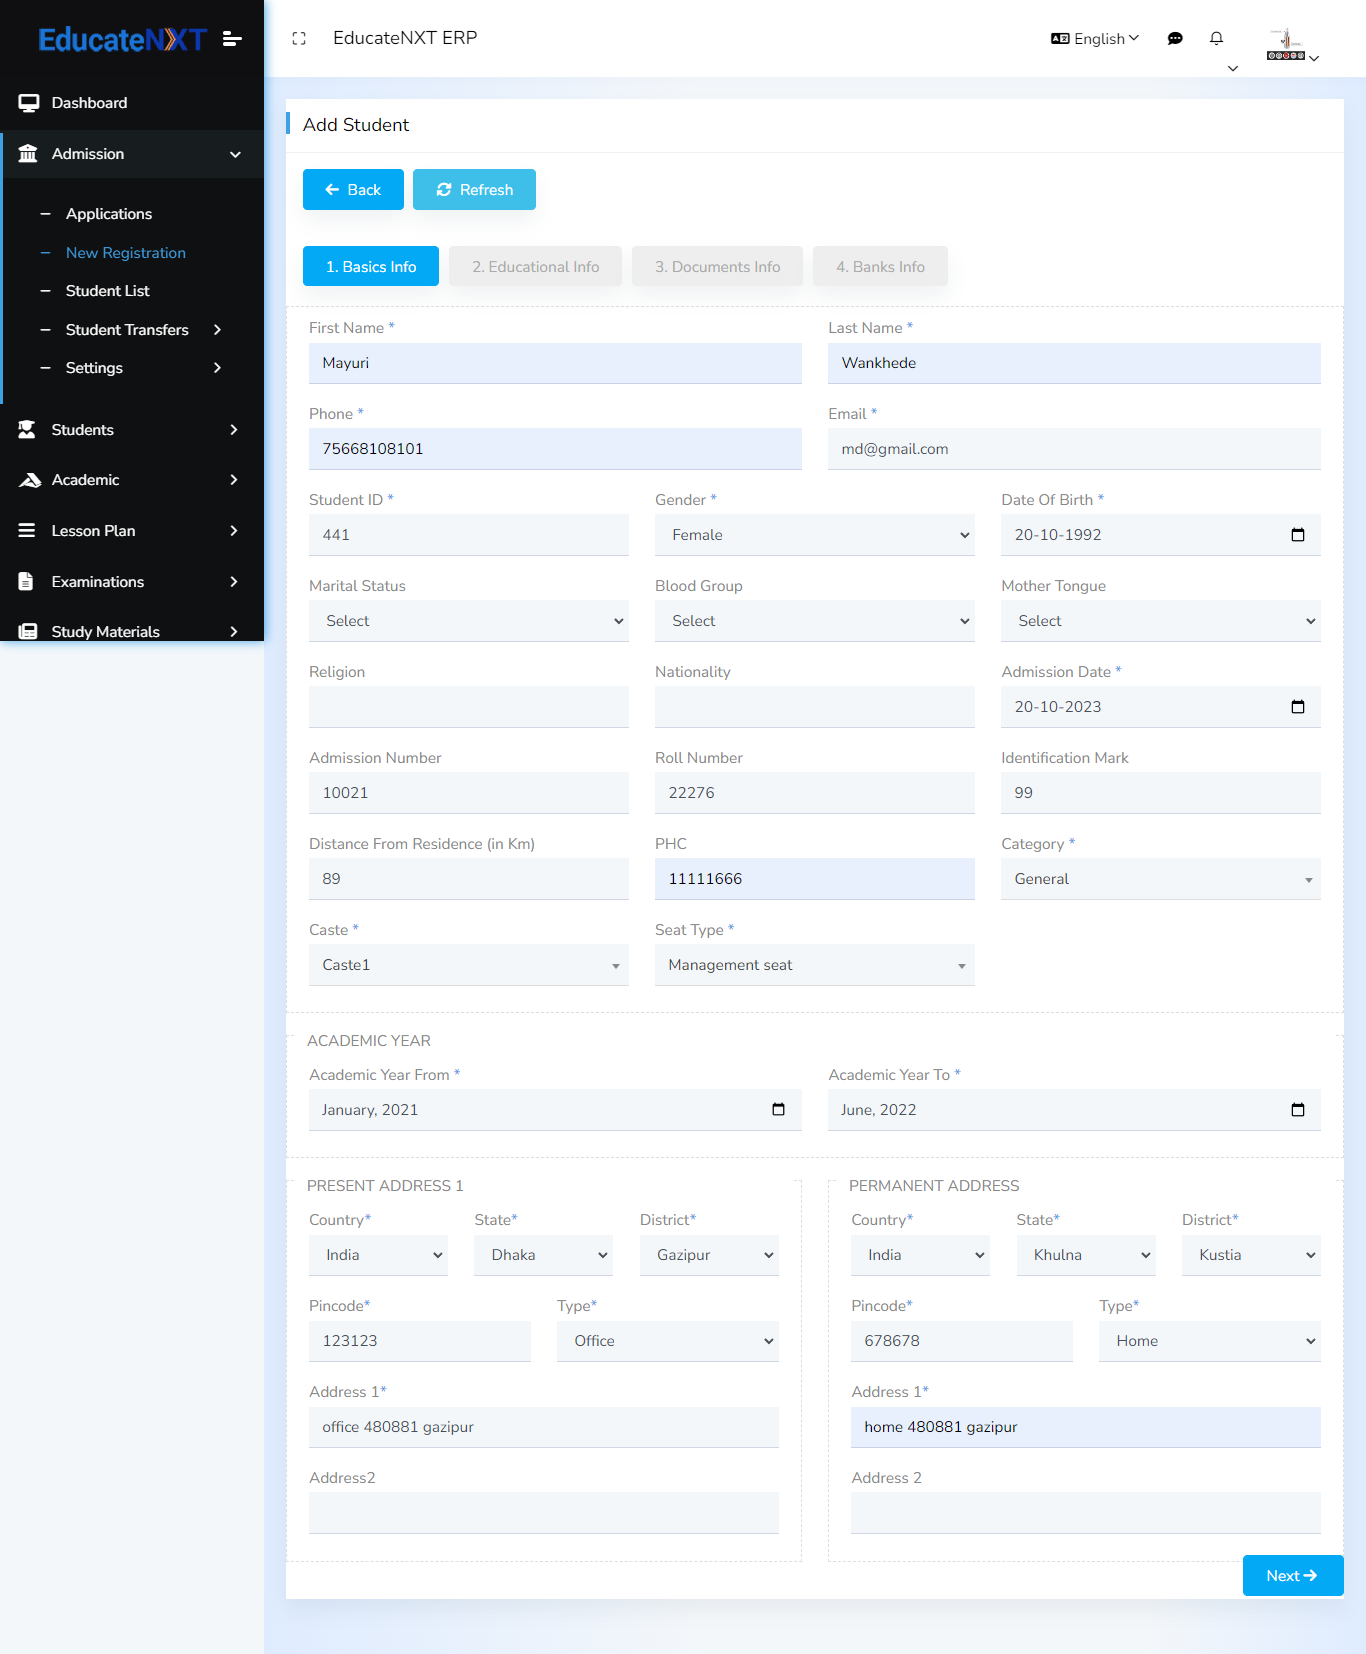 EducateNXT
EducateNXT ERP
English
Dashboard
Admission
Applications
New Registration
Student List
Student Transfers
Settings
Students
Academic
Lesson Plan
Examinations
Study Materials
Add Student
Back Refresh
1. Basics Info 2. Educational Info 3. Documents Info 4. Banks Info
First Name * Last Name *
Mayuri Wankhede
Phone * Email *
75668108101 md@gmail.com
Student ID * Gender * Date Of Birth *
441 Female 20-10-1992
Marital Status Blood Group Mother Tongue
Select Select Select
Religion Nationality Admission Date *
20-10-2023
Admission Number Roll Number Identification Mark
10021 22276 99
Distance From Residence (in Km) PHC Category *
89 11111666 General
Caste * Seat Type *
Caste1 Management seat
ACADEMIC YEAR
Academic Year From * Academic Year To *
January, 2021 June, 2022
PRESENT ADDRESS 1
Country* State* District*
India Dhaka Gazipur
Pincode* Type*
123123 Office
Address 1*
office 480881 gazipur
Address2
PERMANENT ADDRESS
Country* State* District*
India Khulna Kustia
Pincode* Type*
678678 Home
Address 1*
home 480881 gazipur
Address 2
Next